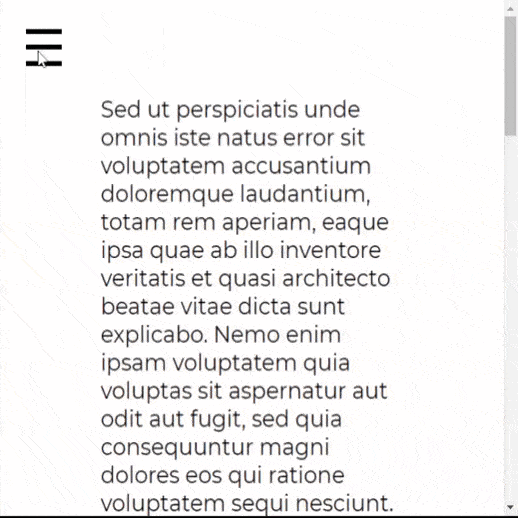 Sed ut perspiciatis unde
omnis iste natus error sit
voluptatem accusantium
doloremque laudantium,
totam rem aperiam, eaque
ipsa quae ab illo inventore
veritatis et quasi architecto
beatae vitae dicta sunt
explicabo. Nemo enim
ipsam voluptatem quia
voluptas sit aspernatur aut
odit aut fugit, sed quia
consequuntur magni
dolores eos qui ratione
voluptatem sequi nesciunt.